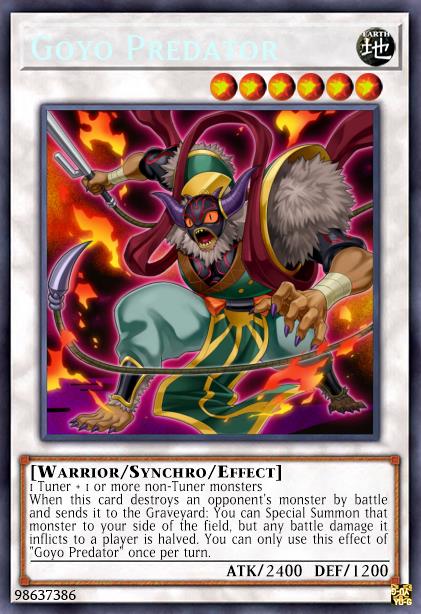 Goyo Predator
EARTH
地
[Warrior/Synchro/Effect]
1 Tuner + 1 or more non-Tuner monsters
When this card destroys an opponent's monster by battle
and sends it to the Graveyard: You can Special Summon that
monster to your side of the field, but any battle damage it
inflicts to a player is halved. You can only use this effect of
"Goyo Predator" once per turn.
ATK/2400 DEF/1200
98637386